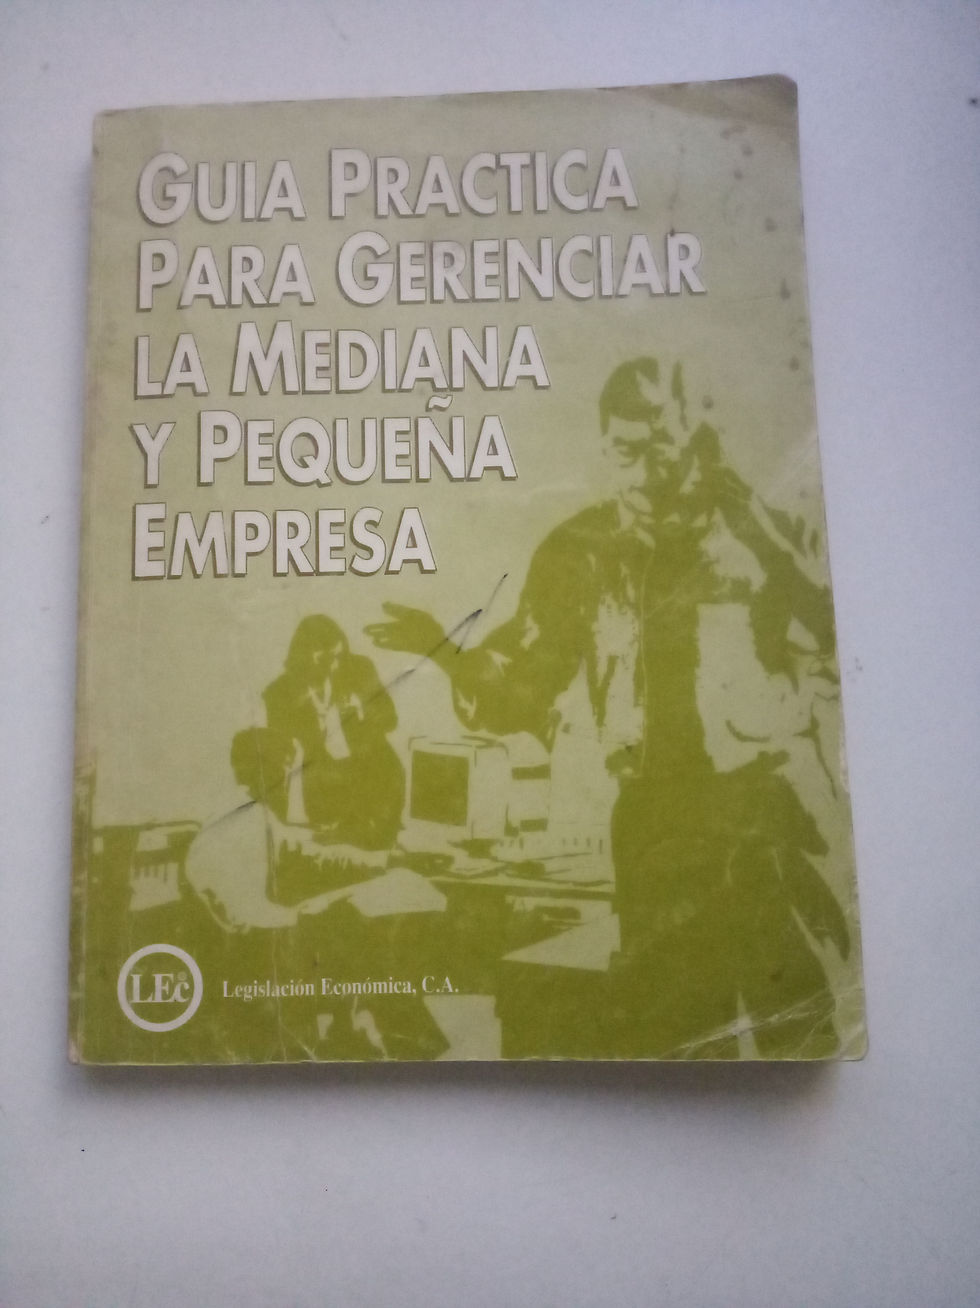 GUIA PRACTICA
PARA GERENCIAR
LA MEDIANA
Y PEQUEÑA
EMPRESA
LEc
Legislación Económica, C.A.